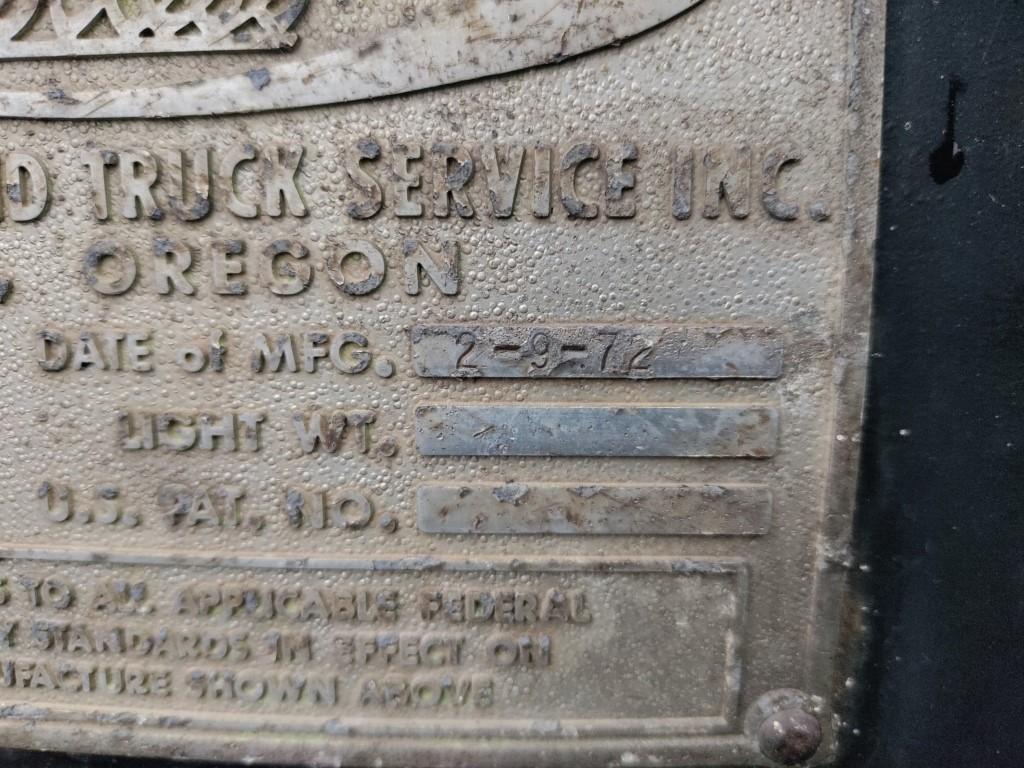 D TRUCK SERVICE INC.
, OREGON
DATE of MFG. 2-9-72
LIGHT WT.
U.S. PAT. NO.
S TO ALL APPLICABLE FEDERAL
Y STANDARDS IN EFFECT ON
UFACTURE SHOWN ABOVE